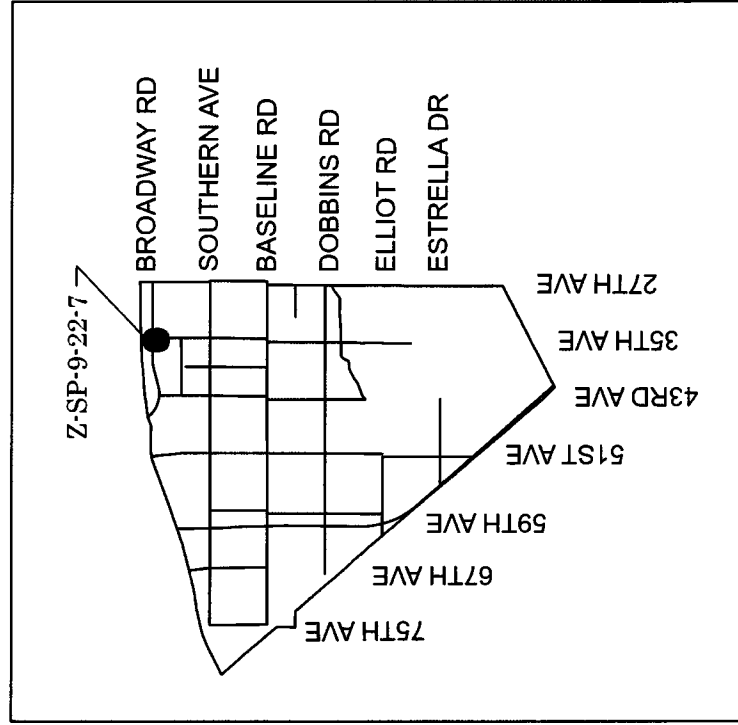 Z-SP-9-22-7
BROADWAY RD
SOUTHERN AVE
BASELINE RD
DOBBINS RD
ELLIOT RD
ESTRELLA DR
27TH AVE
35TH AVE
43RD AVE
51ST AVE
59TH AVE
67TH AVE
75TH AVE